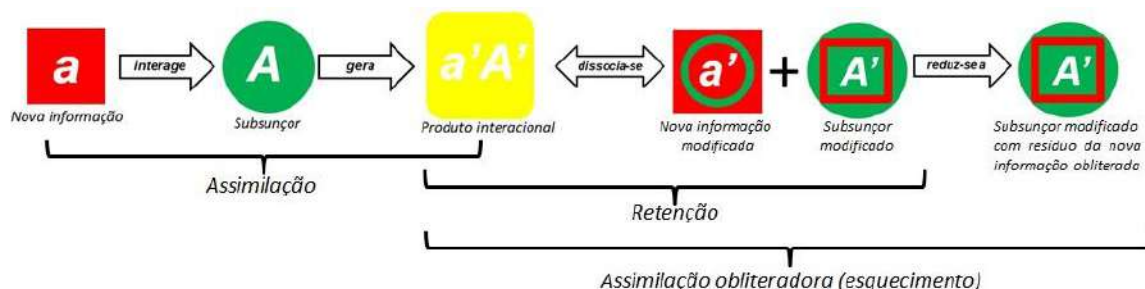 a
interage
A
gera
a'A'
dissocia-se
a'
+
A'
reduz-se a
A'
Nova informação
Subsunçor
Produto interacional
Nova informação
modificada
Subsunçor
modificado
Subsunçor modificado
com resíduo da nova
informação obliterada
Assimilação
Retenção
Assimilação obliteradora (esquecimento)